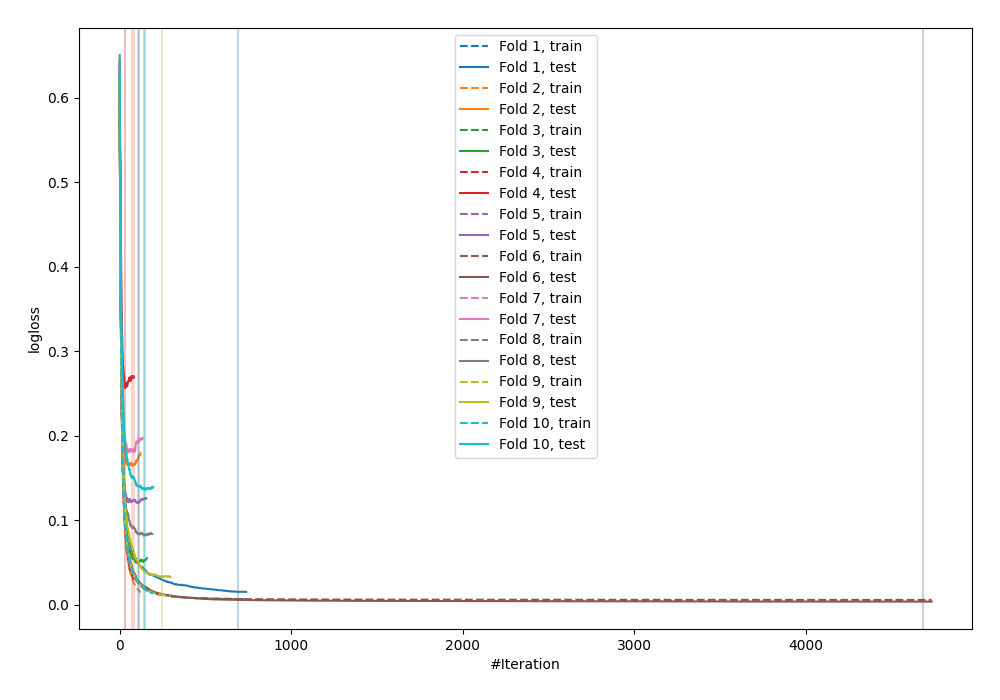 Fold 1, train
Fold 1, test
Fold 2, train
Fold 2, test
Fold 3, train
Fold 3, test
Fold 4, train
Fold 4, test
Fold 5, train
Fold 5, test
Fold 6, train
Fold 6, test
Fold 7, train
Fold 7, test
Fold 8, train
Fold 8, test
Fold 9, train
Fold 9, test
Fold 10, train
Fold 10, test
0.6
0.5
0.4
0.3
0.2
0.1
0.0
logloss
0 1000 2000 3000 4000
#Iteration